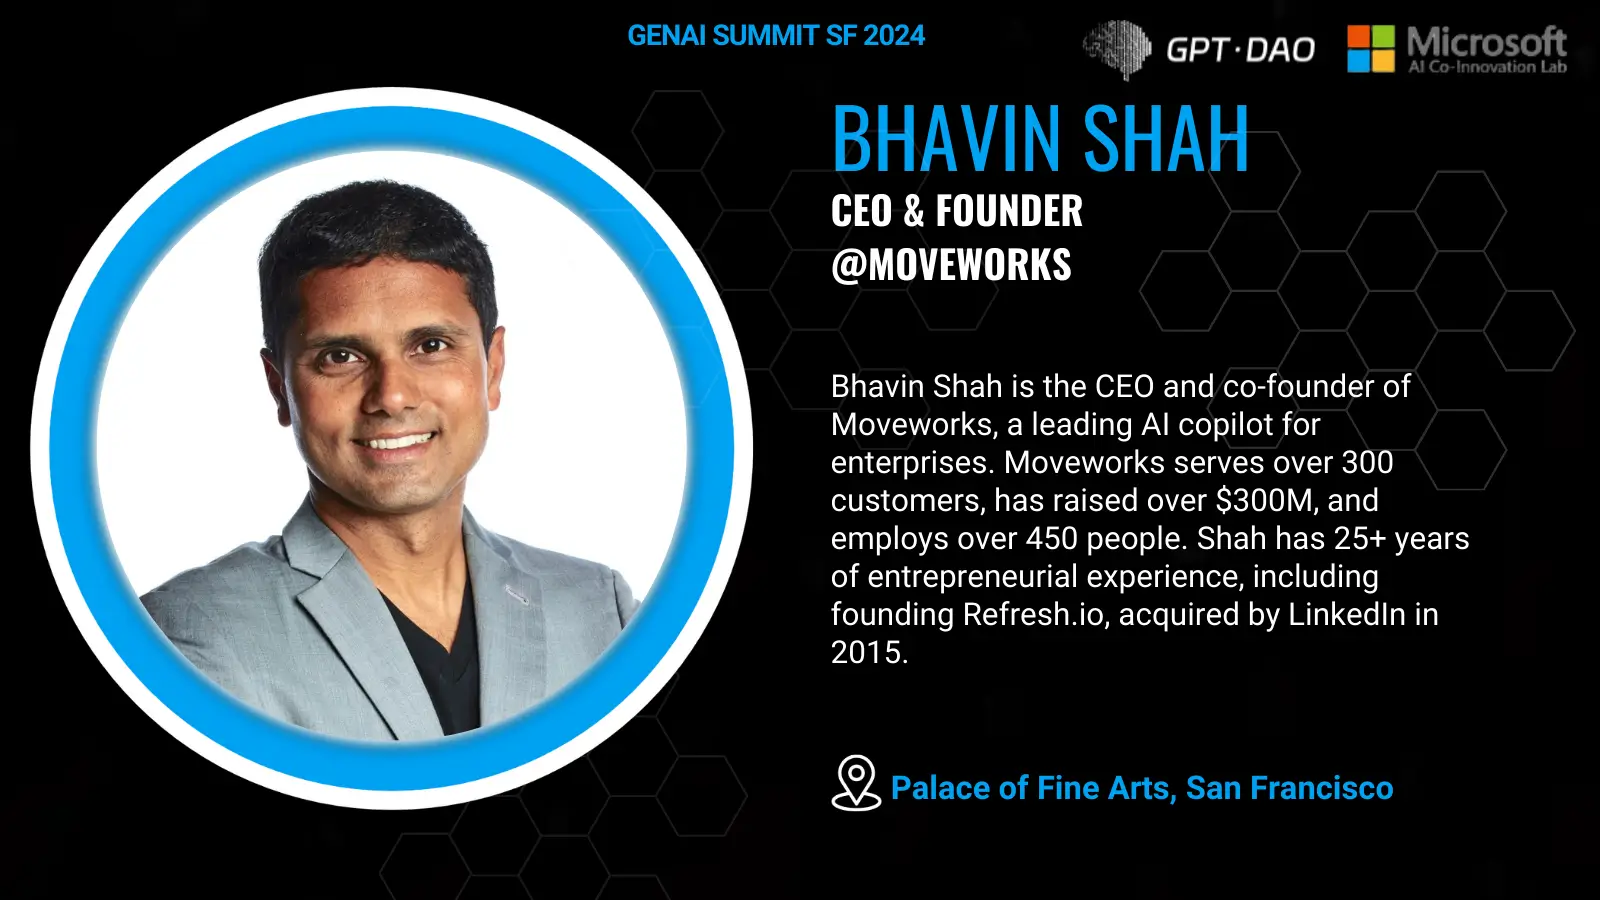 GENAI SUMMIT SF 2024
GPT·DAO
Microsoft
AI Co-Innovation Lab
BHAVIN SHAH
CEO & FOUNDER
@MOVEWORKS
Bhavin Shah is the CEO and co-founder of
Moveworks, a leading AI copilot for
enterprises. Moveworks serves over 300
customers, has raised over $300M, and
employs over 450 people. Shah has 25+ years
of entrepreneurial experience, including
founding Refresh.io, acquired by LinkedIn in
2015.
Palace of Fine Arts, San Francisco